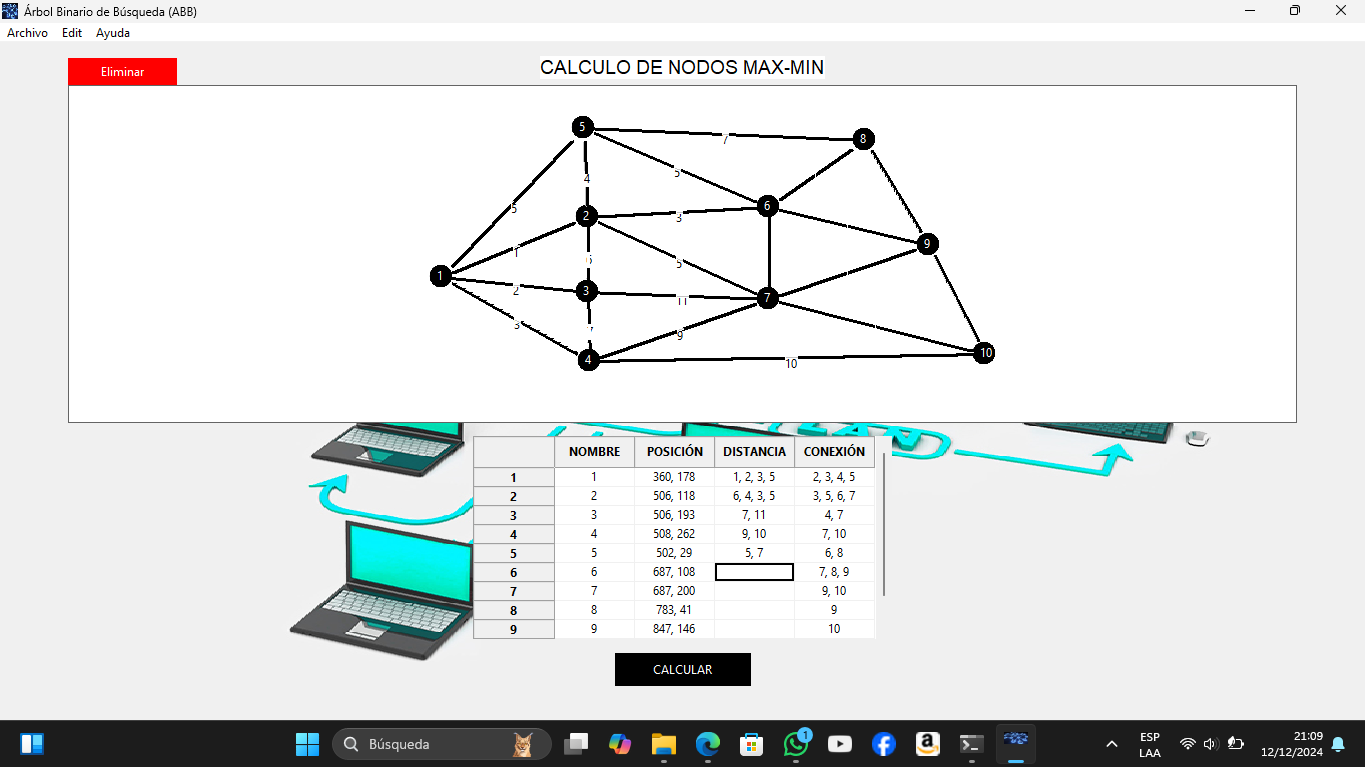 Árbol Binario de Búsqueda (ABB)
Archivo Edit Ayuda
Eliminar
CALCULO DE NODOS MAX-MIN
5
7
8
4
5
5
2
3
6
1
9
1
6
5
2
3
11
7
3
7
9
4
10
10
LAN
NOMBRE POSICIÓN DISTANCIA CONEXIÓN
1 1 360, 178 1, 2, 3, 5 2, 3, 4, 5
2 2 506, 118 6, 4, 3, 5 3, 5, 6, 7
3 3 506, 193 7, 11 4, 7
4 4 508, 262 9, 10 7, 10
5 5 502, 29 5, 7 6, 8
6 6 687, 108 7, 8, 9
7 7 687, 200 9, 10
8 8 783, 41 9
9 9 847, 146 10
CALCULAR
Búsqueda
1
ESP
LAA
21:09
12/12/2024